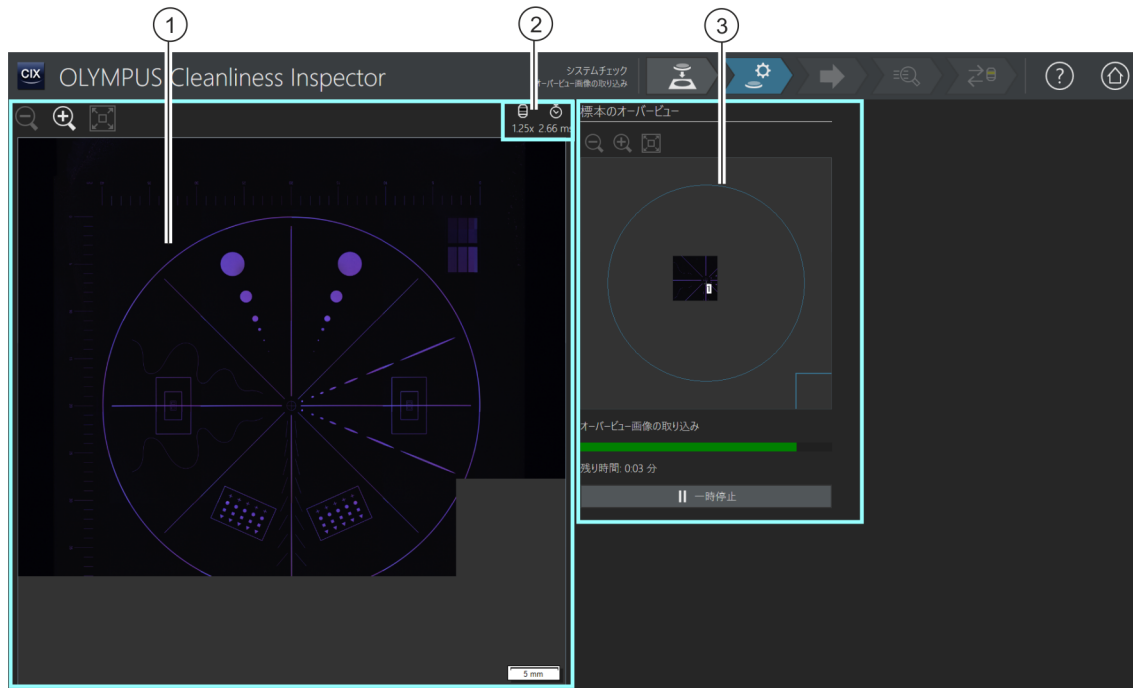 1
2
3
CIX
OLYMPUS Cleanliness Inspector
システムチェック
オーバービュー画像の取り込み
?
1.25x 2.66 ms
標本のオーバービュー
1
オーバービュー画像の取り込み
残り時間: 0:03 分
一時停止
5 mm